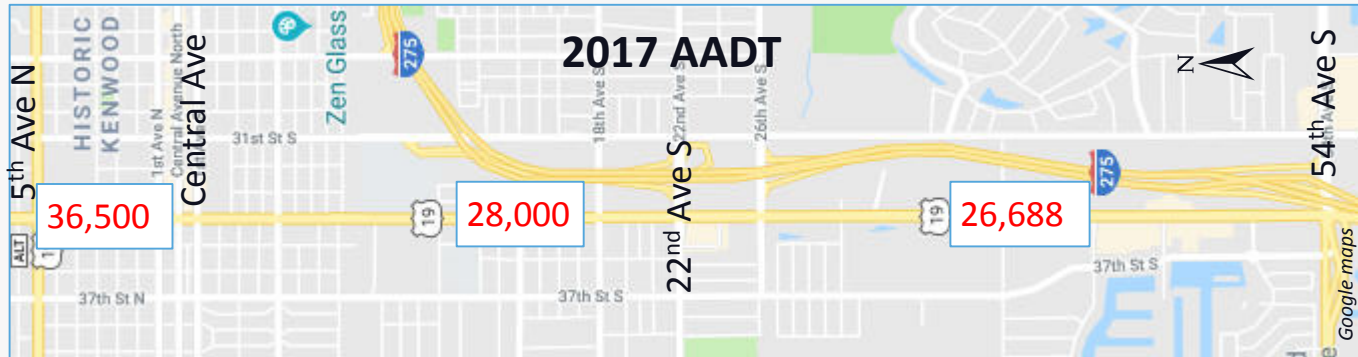 2017 AADT
5th Ave N
HISTORIC
KENWOOD
1st Ave N
Central Avenue North
Central Ave
Zen Glass
31st St S
275
18th Ave S
22nd Ave S
26th Ave S
N
54th Ave S
275
36,500
19
28,000
22nd Ave S
19
26,688
ALT
1
37th St N
37th St S
37th St S
Google maps